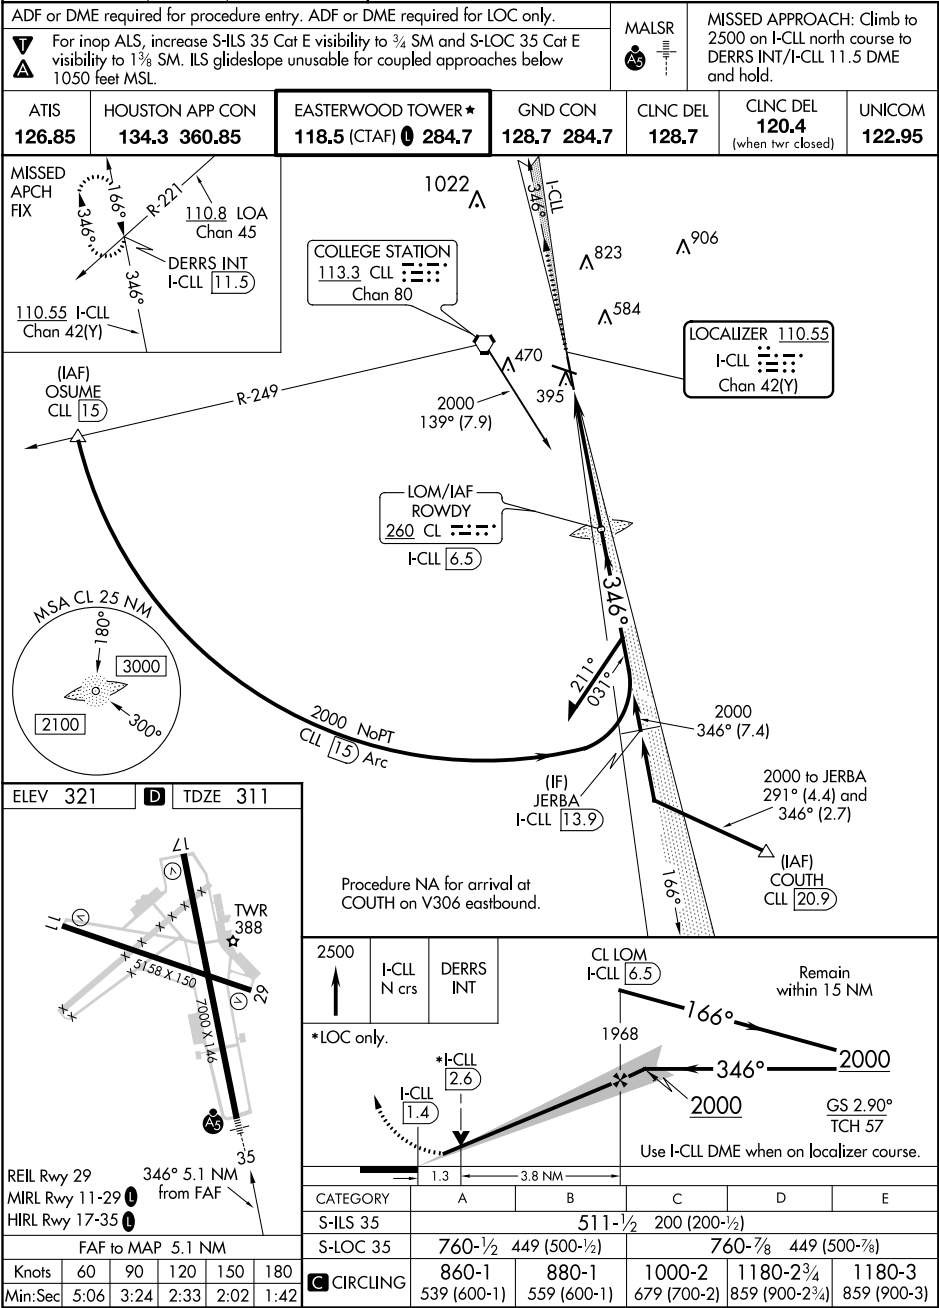 ADF or DME required for procedure entry. ADF or DME required for LOC only.
T
A
For inop ALS, increase S-ILS 35 Cat E visibility to ¾ SM and S-LOC 35 Cat E
visibility to 1⅜ SM. ILS glideslope unusable for coupled approaches below
1050 feet MSL.
MALSR
A5
MISSED APPROACH: Climb to
2500 on I-CLL north course to
DERRS INT/I-CLL 11.5 DME
and hold.
ATIS
126.85
HOUSTON APP CON
134.3 360.85
EASTERWOOD TOWER★
118.5 (CTAF) L 284.7
GND CON
128.7 284.7
CLNC DEL
128.7
CLNC DEL
120.4
(when twr closed)
UNICOM
122.95
MISSED
APCH
FIX
166°
346°
R-221
110.8 LOA
Chan 45
DERRS INT
I-CLL 11.5
346°
110.55 I-CLL
Chan 42(Y)
1022
I-CLL
346°
823
906
584
COLLEGE STATION
113.3 CLL
Chan 80
LOCALIZER 110.55
I-CLL
Chan 42(Y)
470
395
(IAF)
OSUME
CLL 15
R-249
2000
139° (7.9)
LOM/IAF
ROWDY
260 CL
I-CLL 6.5
346°
MSA CL 25 NM
180°
3000
2100
300°
211°
031°
2000 NoPT
CLL 15 Arc
2000
346° (7.4)
(IF)
JERBA
I-CLL 13.9
2000 to JERBA
291° (4.4) and
346° (2.7)
(IAF)
COUTH
CLL 20.9
166°
Procedure NA for arrival at
COUTH on V306 eastbound.
ELEV 321
D
TDZE 311
17
V
11
V
TWR
388
5158 X 150
V
29
7000 X 146
A5
35
REIL Rwy 29
MIRL Rwy 11-29 L
HIRL Rwy 17-35 L
346° 5.1 NM
from FAF
FAF to MAP 5.1 NM
Knots 60 90 120 150 180
Min:Sec 5:06 3:24 2:33 2:02 1:42
2500
I-CLL
N crs
DERRS
INT
*LOC only.
CL LOM
I-CLL 6.5
Remain
within 15 NM
166°
1968
2000
346°
2000
*I-CLL
2.6
I-CLL
1.4
GS 2.90°
TCH 57
Use I-CLL DME when on localizer course.
1.3
3.8 NM
CATEGORY A B C D E
S-ILS 35 511-½ 200 (200-½)
S-LOC 35 760-½ 449 (500-½) 760-⅞ 449 (500-⅞)
C CIRCLING 860-1 880-1 1000-2 1180-2¾ 1180-3
539 (600-1) 559 (600-1) 679 (700-2) 859 (900-2¾) 859 (900-3)